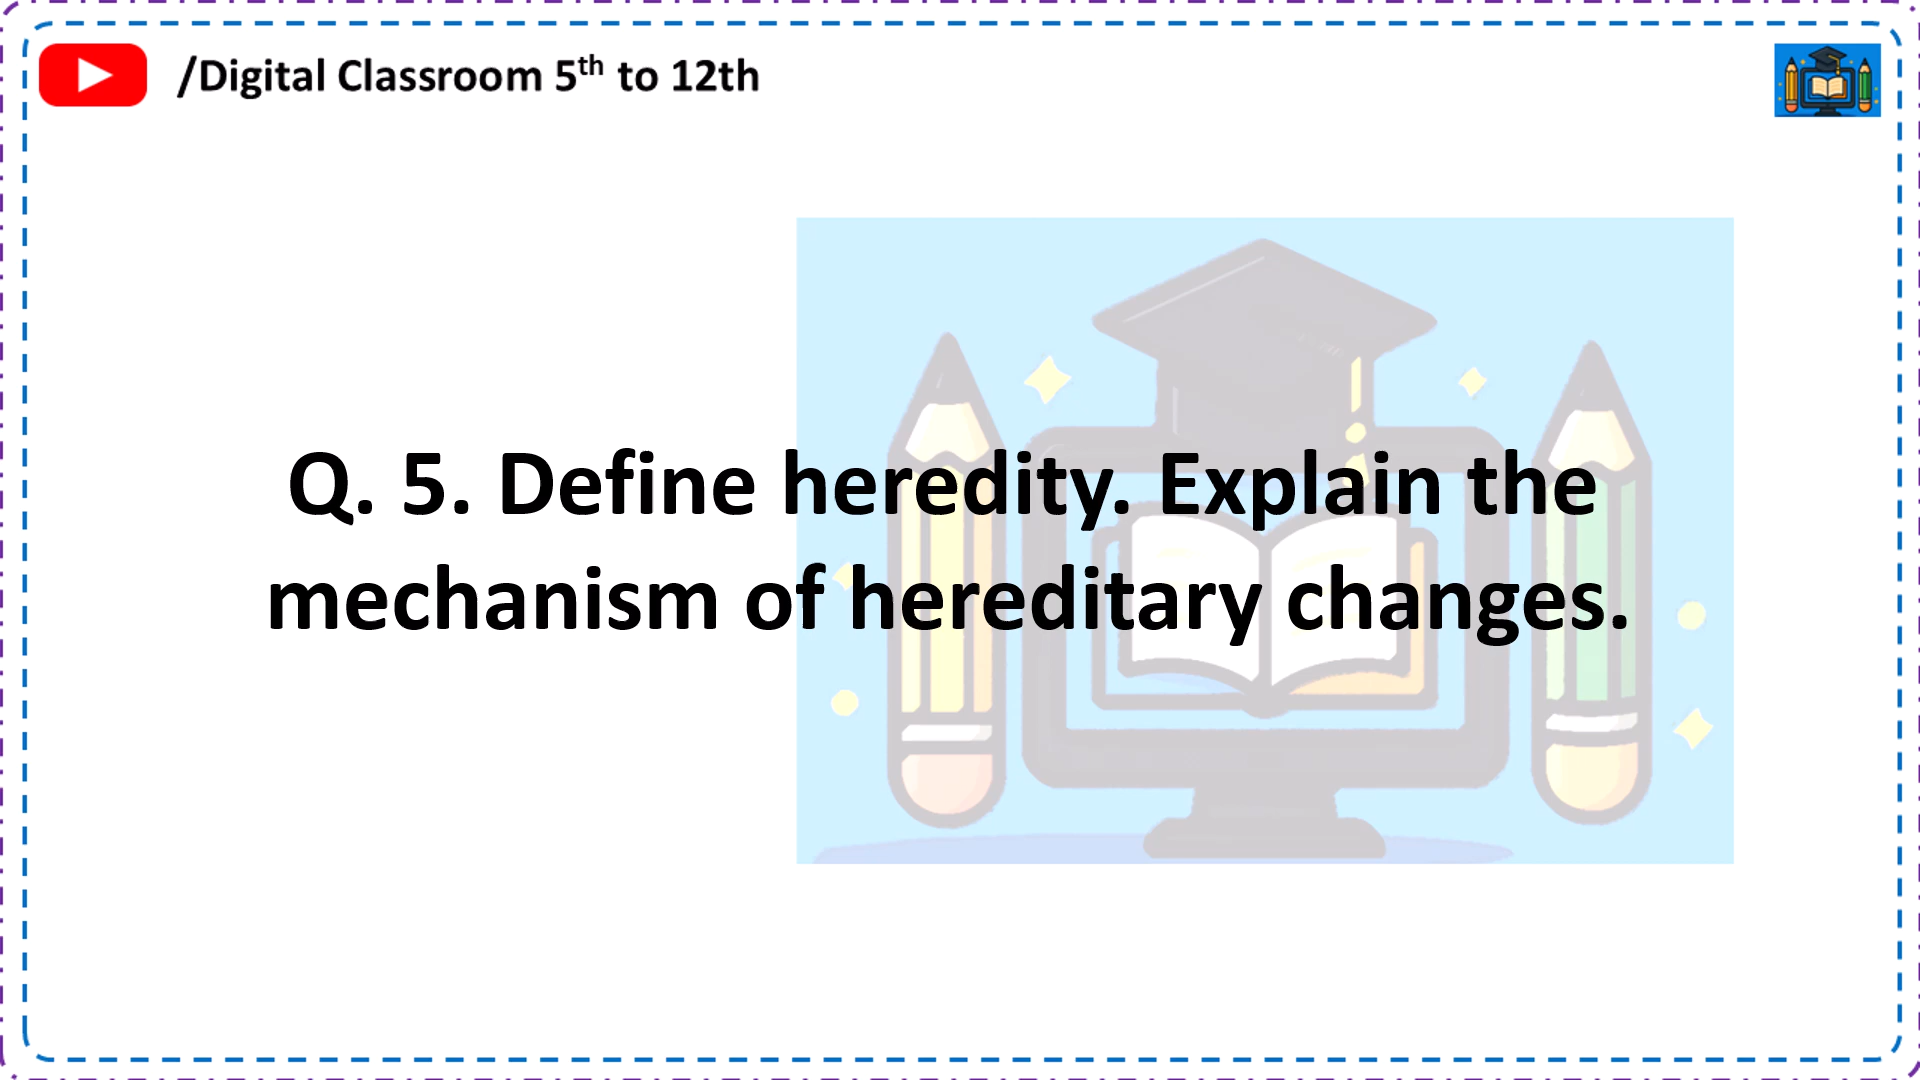 /Digital Classroom 5th to 12th
Q. 5. Define heredity. Explain the
mechanism of hereditary changes.